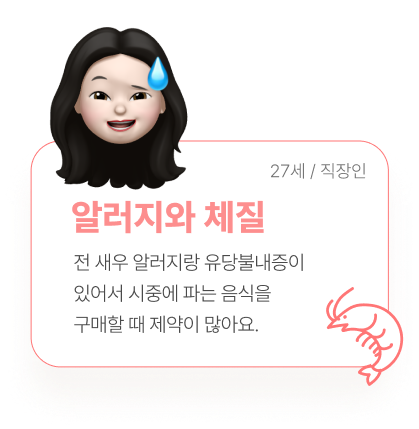 27세 / 직장인
알러지와 체질
전 새우 알러지랑 유당불내증이
있어서 시중에 파는 음식을
구매할 때 제약이 많아요.